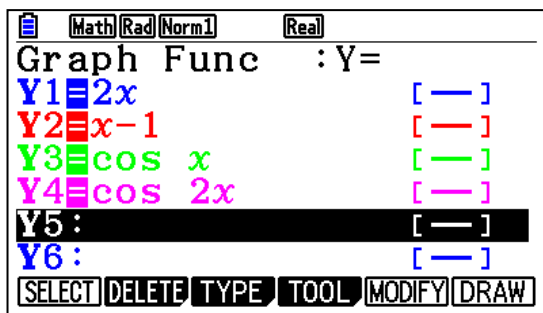 Math Rad Norm1 Real
Graph Func :Y=
Y1=2x [—]
Y2=x−1 [—]
Y3=cos x [—]
Y4=cos 2x [—]
Y5: [—]
Y6: [—]
SELECT DELETE TYPE TOOL MODIFY DRAW